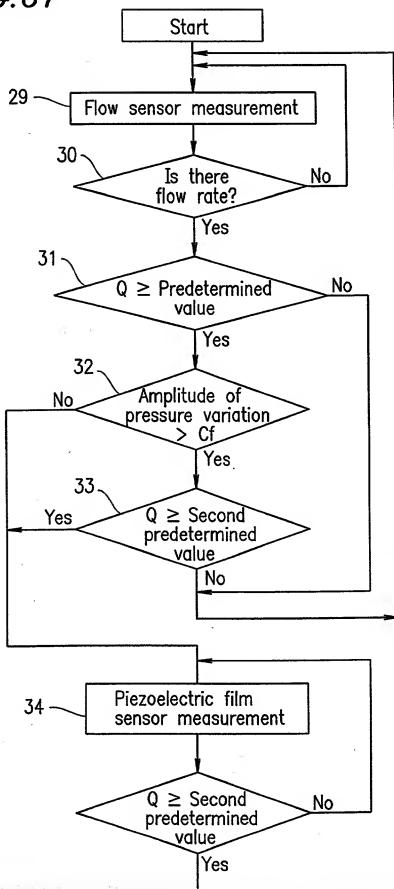 Start
29
Flow sensor measurement
30
Is there
flow rate?
No
Yes
31
Q ≥ Predetermined
value
No
Yes
32
Amplitude of
pressure variation
> Cf
No
Yes
33
Q ≥ Second
predetermined
value
Yes
No
34
Piezoelectric film
sensor measurement
Q ≥ Second
predetermined
value
No
Yes